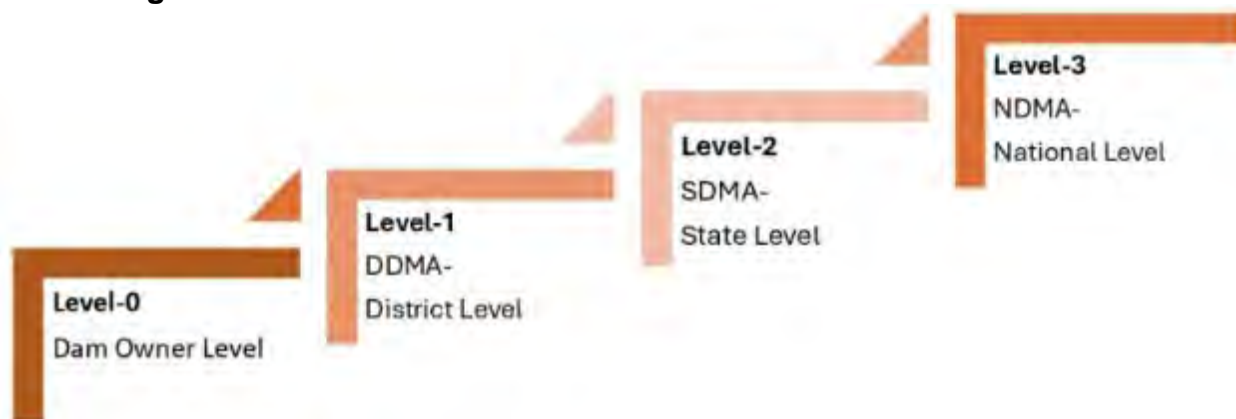 Level-0
Dam Owner Level
Level-1
DDMA-
District Level
Level-2
SDMA-
State Level
Level-3
NDMA-
National Level